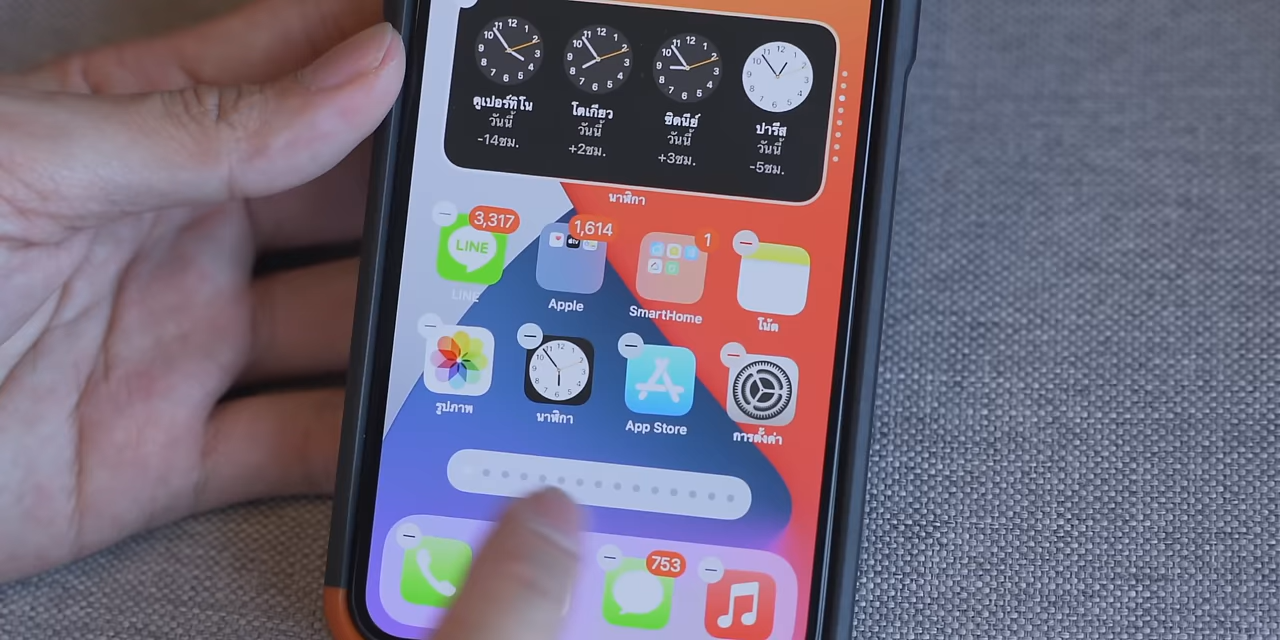 คูเปอร์ทิโน
วันนี้
-14ชม.
โตเกียว
วันนี้
+2ชม.
ซิดนีย์
วันนี้
+3ชม.
ปารีส
วันนี้
-5ชม.
นาฬิกา
3,317
LINE
LINE
1,614
Apple
1
SmartHome
โน้ต
รูปภาพ
นาฬิกา
App Store
การตั้งค่า
753